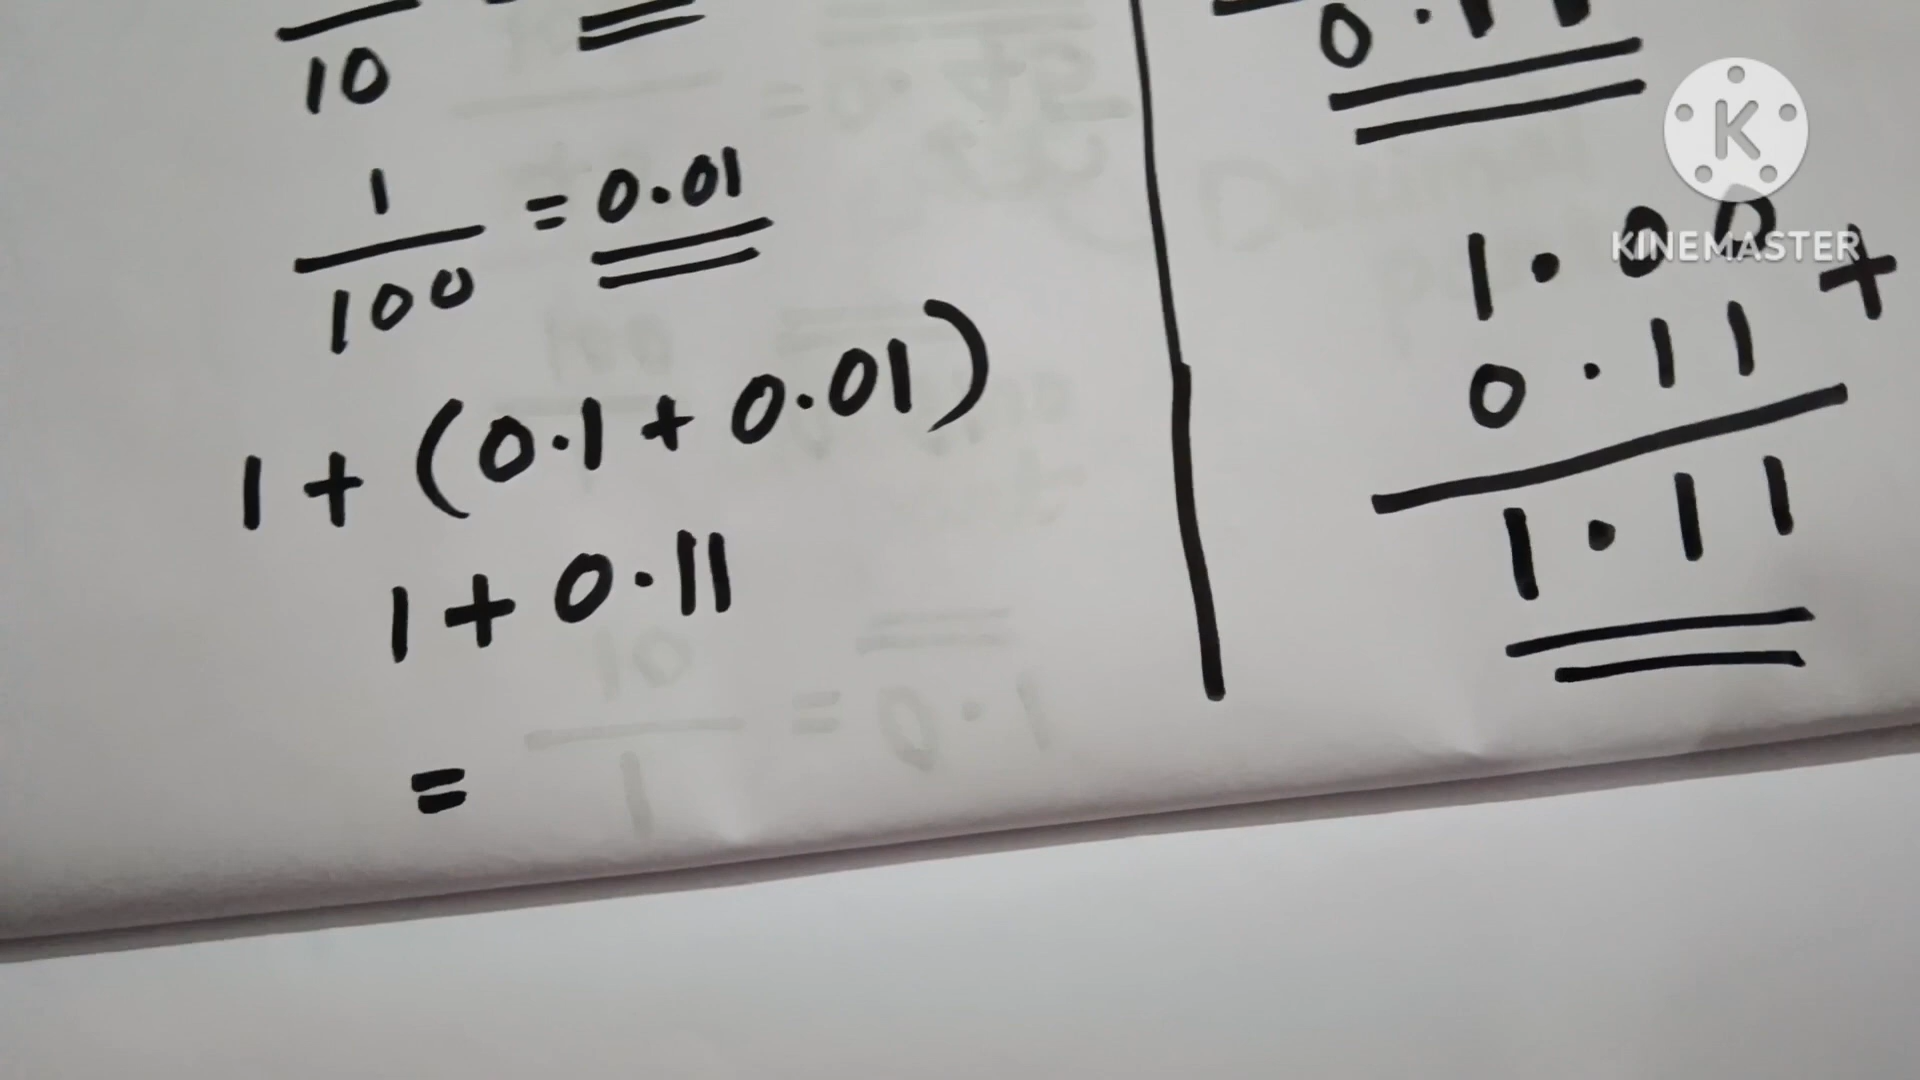 10
1
100
= 0.01
1 + (0.1 + 0.01)
1 + 0.11
=
0.11
1.00 +
0.11
1.11
K
KINEMASTER